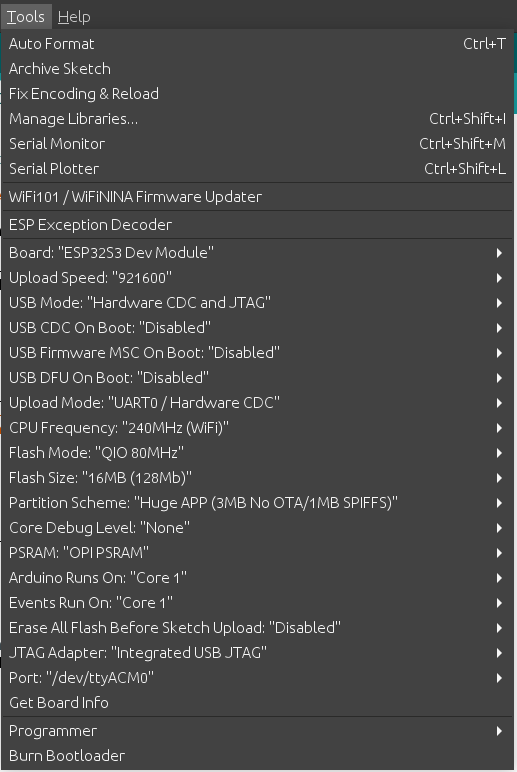 Tools Help
Auto Format Ctrl+T
Archive Sketch
Fix Encoding & Reload
Manage Libraries... Ctrl+Shift+I
Serial Monitor Ctrl+Shift+M
Serial Plotter Ctrl+Shift+L
WiFi101 / WiFiNINA Firmware Updater
ESP Exception Decoder
Board: "ESP32S3 Dev Module"
Upload Speed: "921600"
USB Mode: "Hardware CDC and JTAG"
USB CDC On Boot: "Disabled"
USB Firmware MSC On Boot: "Disabled"
USB DFU On Boot: "Disabled"
Upload Mode: "UART0 / Hardware CDC"
CPU Frequency: "240MHz (WiFi)"
Flash Mode: "QIO 80MHz"
Flash Size: "16MB (128Mb)"
Partition Scheme: "Huge APP (3MB No OTA/1MB SPIFFS)"
Core Debug Level: "None"
PSRAM: "OPI PSRAM"
Arduino Runs On: "Core 1"
Events Run On: "Core 1"
Erase All Flash Before Sketch Upload: "Disabled"
JTAG Adapter: "Integrated USB JTAG"
Port: "/dev/ttyACM0"
Get Board Info
Programmer
Burn Bootloader